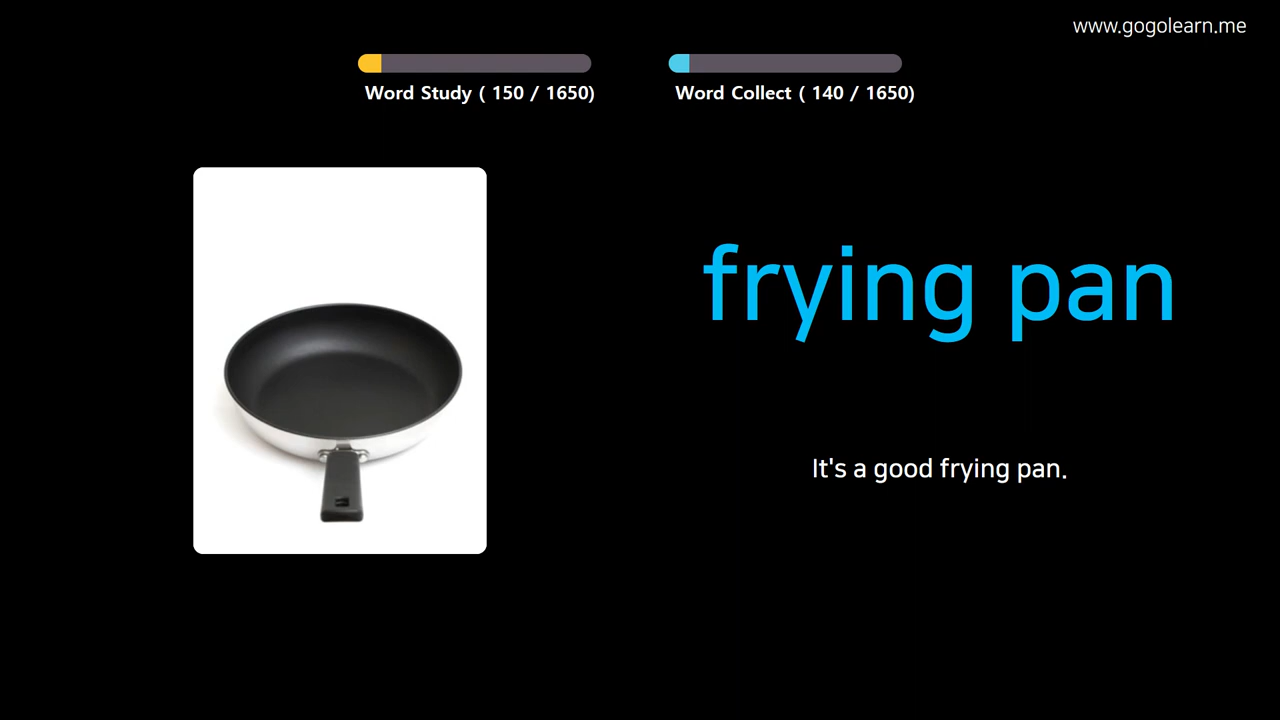 www.gogolearn.me
Word Study ( 150 / 1650)
Word Collect ( 140 / 1650)
frying pan
It's a good frying pan.